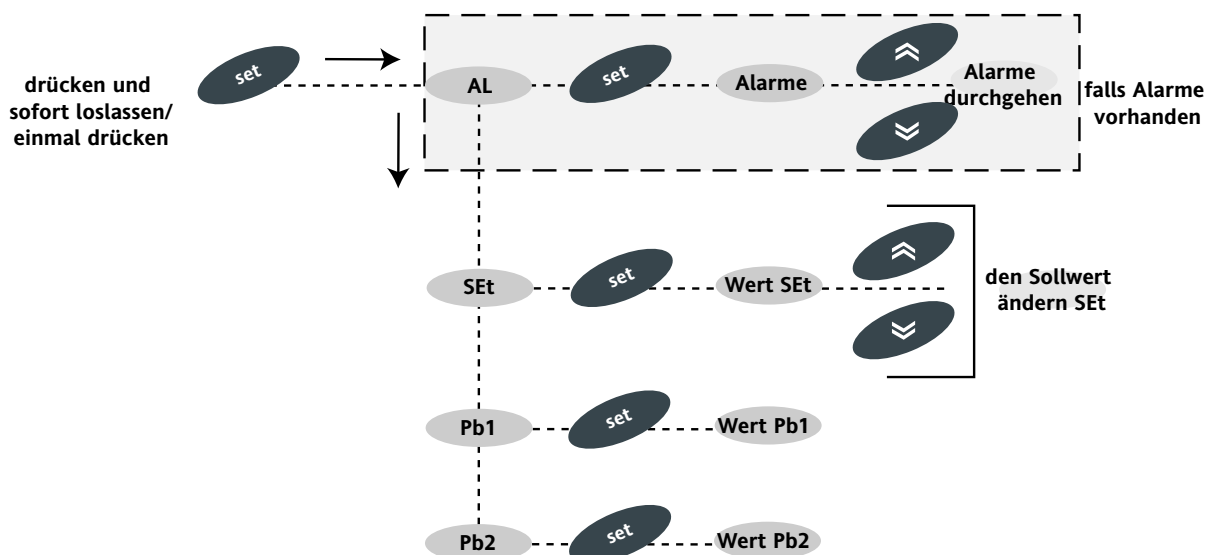 drücken und
sofort loslassen/
einmal drücken
set
AL
set
Alarme
Alarme
durchgehen
falls Alarme
vorhanden
SEt
set
Wert SEt
den Sollwert
ändern SEt
Pb1
set
Wert Pb1
Pb2
set
Wert Pb2